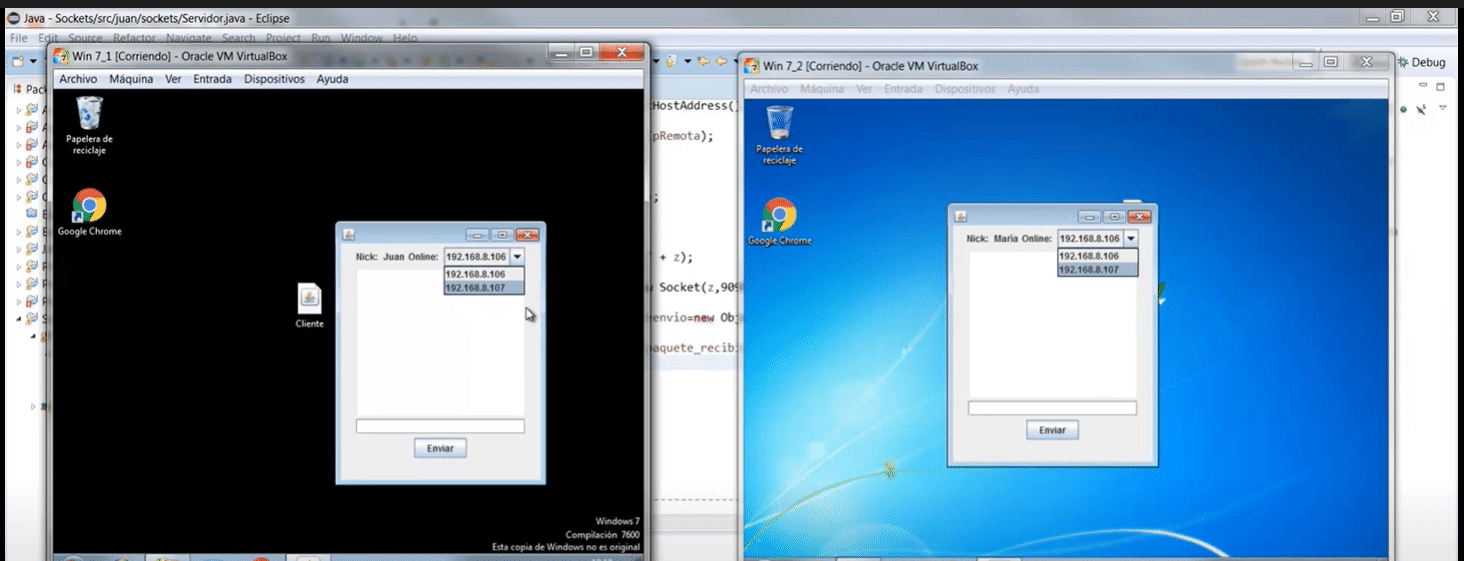 Java - Sockets/src/juan/sockets/Servidor.java - Eclipse
File Edit Source Refactor Navigate Search Project Run Window Help
Win 7_1 [Corriendo] - Oracle VM VirtualBox
Archivo Máquina Ver Entrada Dispositivos Ayuda
Papelera de
reciclaje
Google Chrome
Cliente
Nick: Juan Online: 192.168.8.106
192.168.8.106
192.168.8.107
Enviar
Windows 7
Compilación 7600
Esta copia de Windows no es original
tHostAddress()
pRemota);
;
+ z);
Socket(z,909
eenvio=new Obj
paquete_recib
Win 7_2 [Corriendo] - Oracle VM VirtualBox
Archivo Máquina Ver Entrada Dispositivos Ayuda
Papelera de
reciclaje
Google Chrome
Nick: María Online: 192.168.8.106
192.168.8.106
192.168.8.107
Enviar
Debug